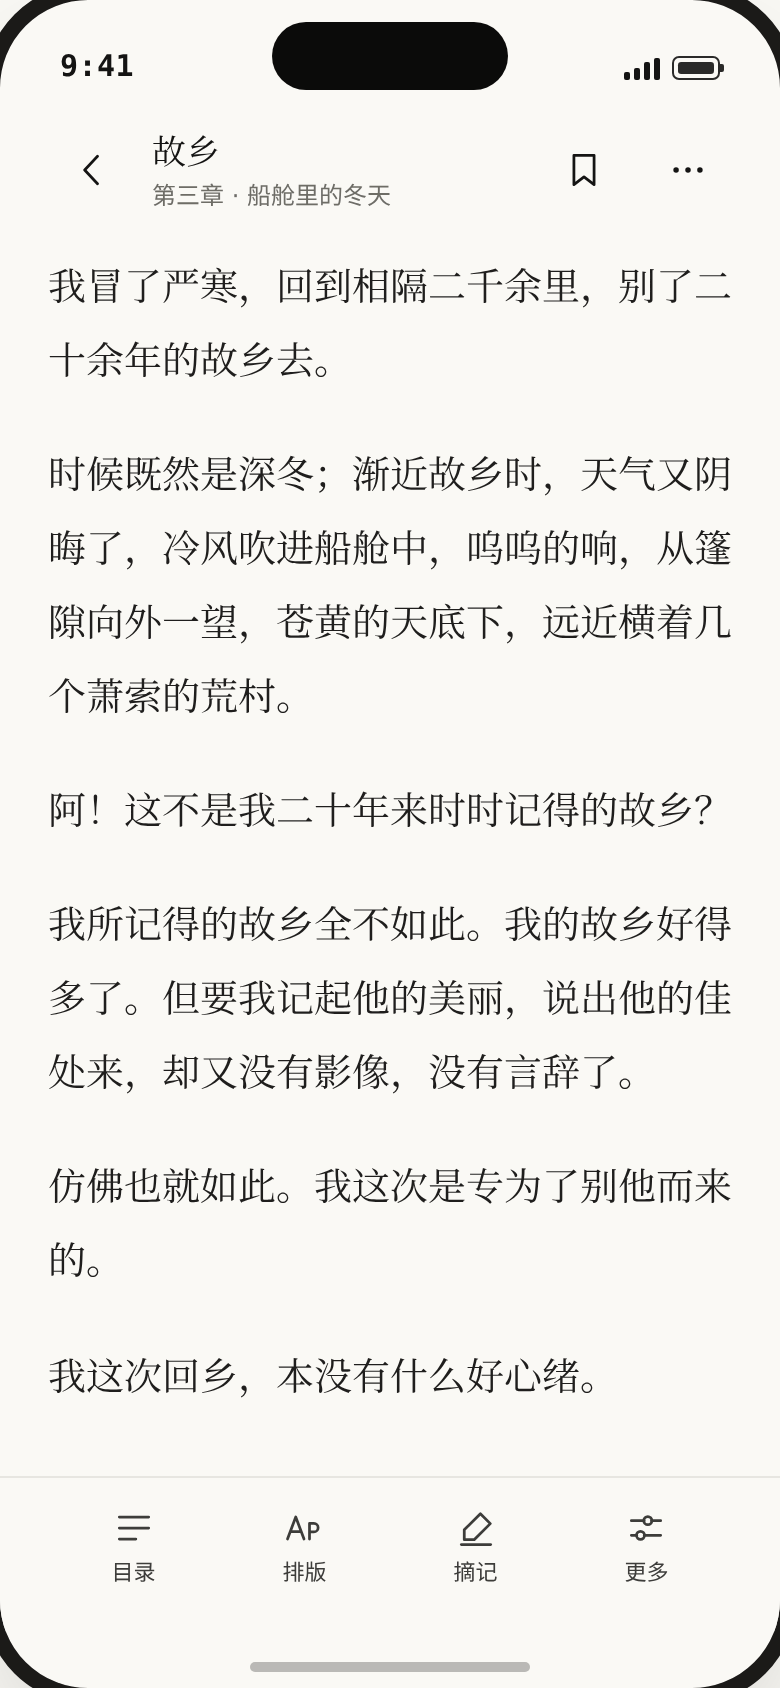 9:41
故乡
第三章 · 船舱里的冬天
我冒了严寒，回到相隔二千余里，别了二
十余年的故乡去。
时候既然是深冬；渐近故乡时，天气又阴
晦了，冷风吹进船舱中，呜呜的响，从篷
隙向外一望，苍黄的天底下，远近横着几
个萧索的荒村。
阿！这不是我二十年来时时记得的故乡？
我所记得的故乡全不如此。我的故乡好得
多了。但要我记起他的美丽，说出他的佳
处来，却又没有影像，没有言辞了。
仿佛也就如此。我这次是专为了别他而来
的。
我这次回乡，本没有什么好心绪。
目录
排版
摘记
更多